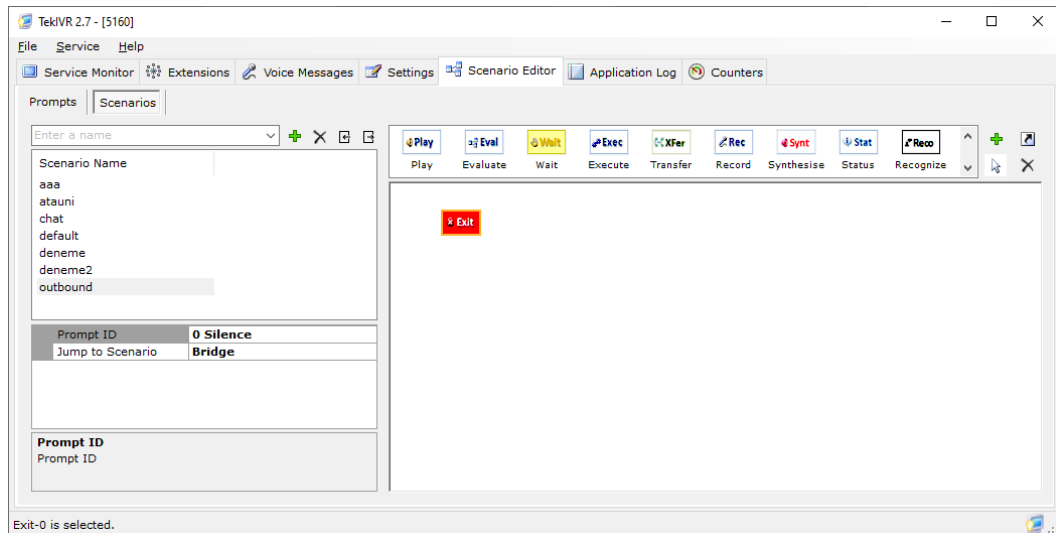 TekIVR 2.7 - [5160]
File Service Help
Service Monitor Extensions Voice Messages Settings Scenario Editor Application Log Counters
Prompts Scenarios
Enter a name
Play Eval Wait Exec XFer Rec Synt Stat Reco
Play Evaluate Wait Execute Transfer Record Synthesise Status Recognize
Scenario Name
aaa
atauni
chat
default
deneme
deneme2
outbound
Exit
Prompt ID 0 Silence
Jump to Scenario Bridge
Prompt ID
Prompt ID
Exit-0 is selected.